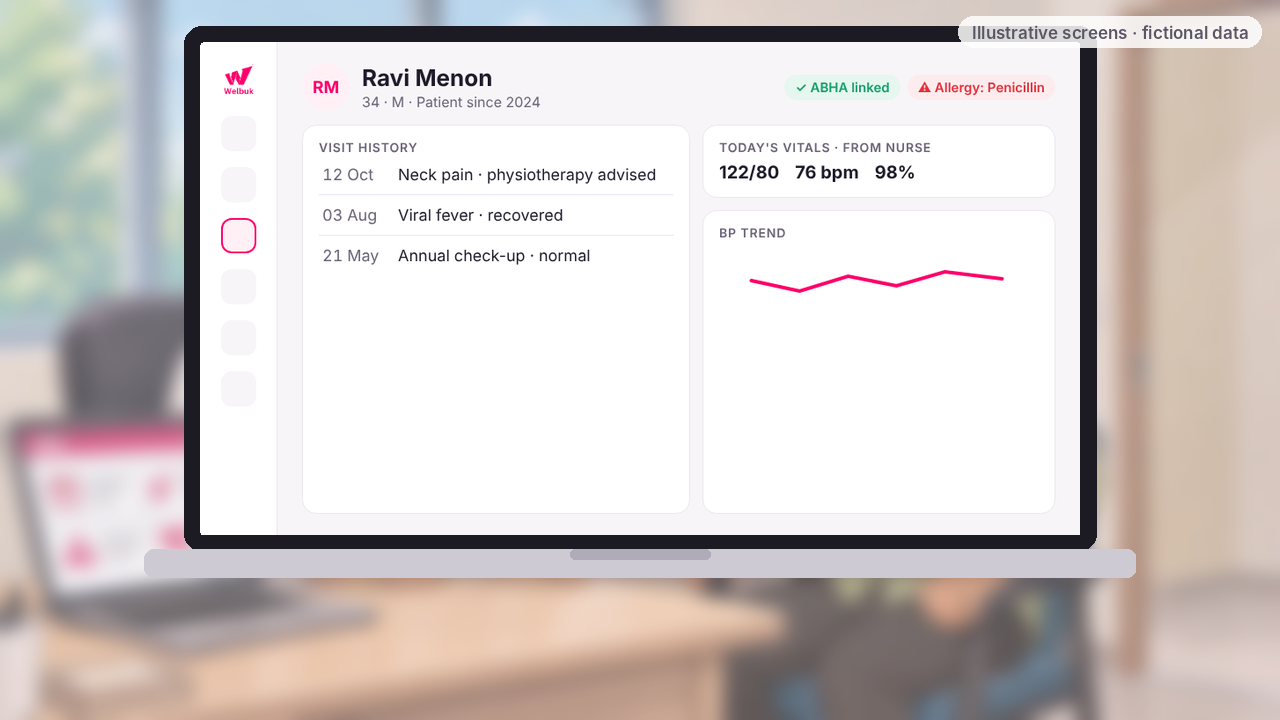 Illustrative screens · fictional data
Welbuk
RM
Ravi Menon
34 · M · Patient since 2024
✓ ABHA linked
⚠ Allergy: Penicillin
VISIT HISTORY
12 Oct Neck pain · physiotherapy advised
03 Aug Viral fever · recovered
21 May Annual check-up · normal
TODAY'S VITALS · FROM NURSE
122/80 76 bpm 98%
BP TREND